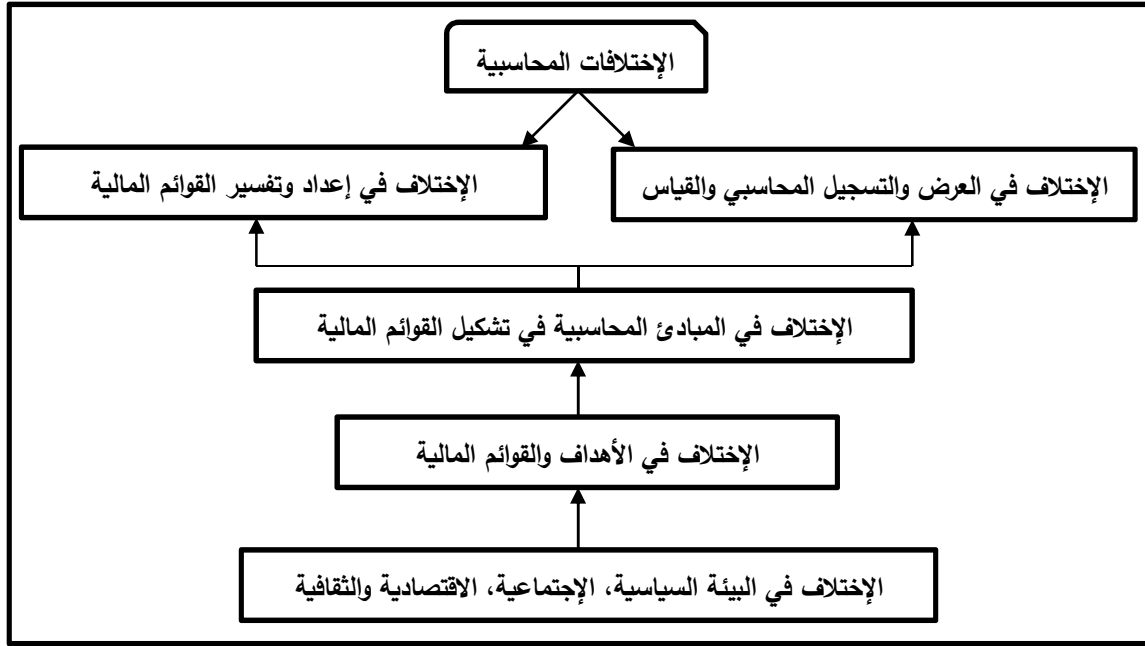 الإختلافات المحاسبية
الإختلاف في العرض والتسجيل المحاسبي والقياس
الإختلاف في إعداد وتفسير القوائم المالية
الإختلاف في المبادئ المحاسبية في تشكيل القوائم المالية
الإختلاف في الأهداف والقوائم المالية
الإختلاف في البيئة السياسية، الإجتماعية، الاقتصادية والثقافية